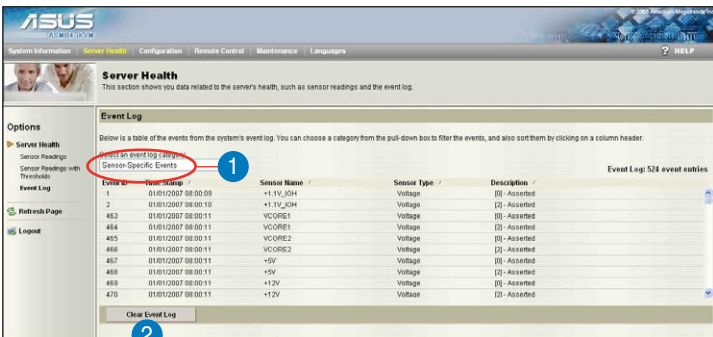 ASUS
ASMB4-iKVM
System Information
Server Health
Configuration
Remote Control
Maintenance
Languages
HELP
Server Health
This section shows you data related to the server's health, such as sensor readings and the event log.
Options
Server Health
Sensor Readings
Sensor Readings with
Thresholds
Event Log
Refresh Page
Logout
Event Log
Below is a table of the events from the system's event log. You can choose a category from the pull-down box to filter the events, and also sort them by clicking on a column header.
Select an event log category:
Sensor-Specific Events
1
Event Log: 524 event entries
Event ID Time Stamp Sensor Name Sensor Type Description
1 01/01/2007 08:00:09 +1.1V_IOH Voltage [0] - Asserted
2 01/01/2007 08:00:10 +1.1V_IOH Voltage [2] - Asserted
463 01/01/2007 08:00:11 VCORE1 Voltage [0] - Asserted
464 01/01/2007 08:00:11 VCORE1 Voltage [2] - Asserted
465 01/01/2007 08:00:11 VCORE2 Voltage [0] - Asserted
466 01/01/2007 08:00:11 VCORE2 Voltage [2] - Asserted
467 01/01/2007 08:00:11 +5V Voltage [0] - Asserted
468 01/01/2007 08:00:11 +5V Voltage [2] - Asserted
469 01/01/2007 08:00:11 +12V Voltage [0] - Asserted
470 01/01/2007 08:00:11 +12V Voltage [2] - Asserted
Clear Event Log
2